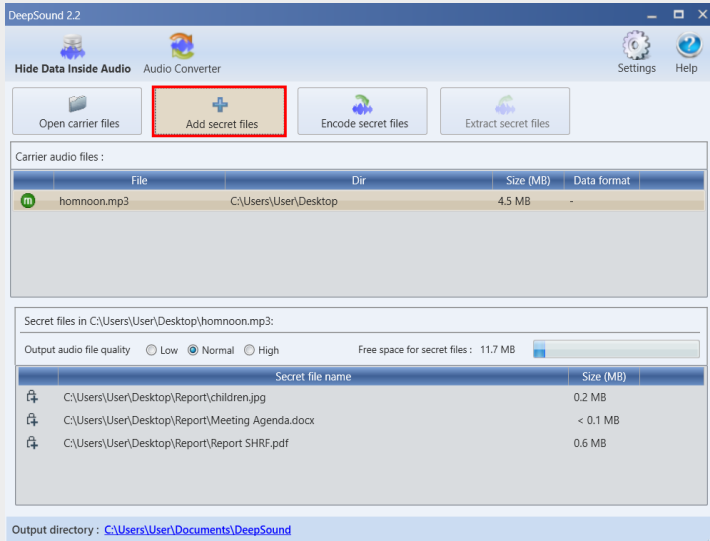 DeepSound 2.2
Hide Data Inside Audio Audio Converter Settings Help
Open carrier files Add secret files Encode secret files Extract secret files
Carrier audio files :
File Dir Size (MB) Data format
m homnoon.mp3 C:\Users\User\Desktop 4.5 MB -
Secret files in C:\Users\User\Desktop\homnoon.mp3:
Output audio file quality Low Normal High Free space for secret files : 11.7 MB
Secret file name Size (MB)
C:\Users\User\Desktop\Report\children.jpg 0.2 MB
C:\Users\User\Desktop\Report\Meeting Agenda.docx < 0.1 MB
C:\Users\User\Desktop\Report\Report SHRF.pdf 0.6 MB
Output directory : C:\Users\User\Documents\DeepSound